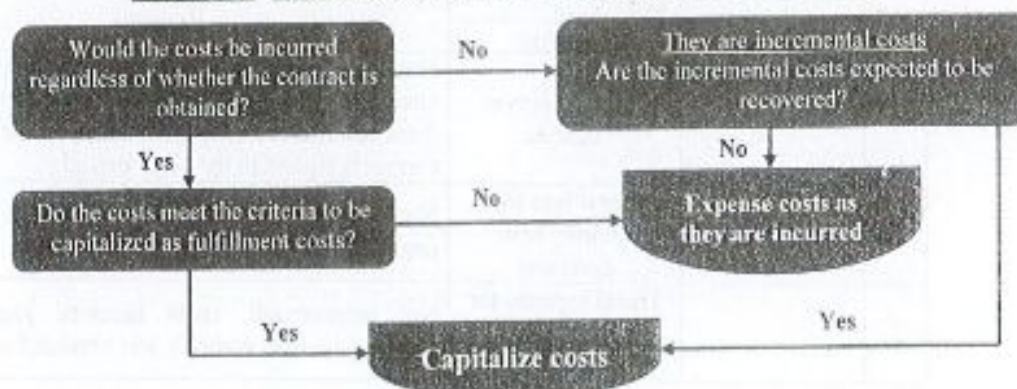 Would the costs be incurred
regardless of whether the contract is
obtained?
No
They are incremental costs
Are the incremental costs expected to be
recovered?
Yes
No
Do the costs meet the criteria to be
capitalized as fulfillment costs?
No
Expense costs as
they are incurred
Yes
Yes
Capitalize costs